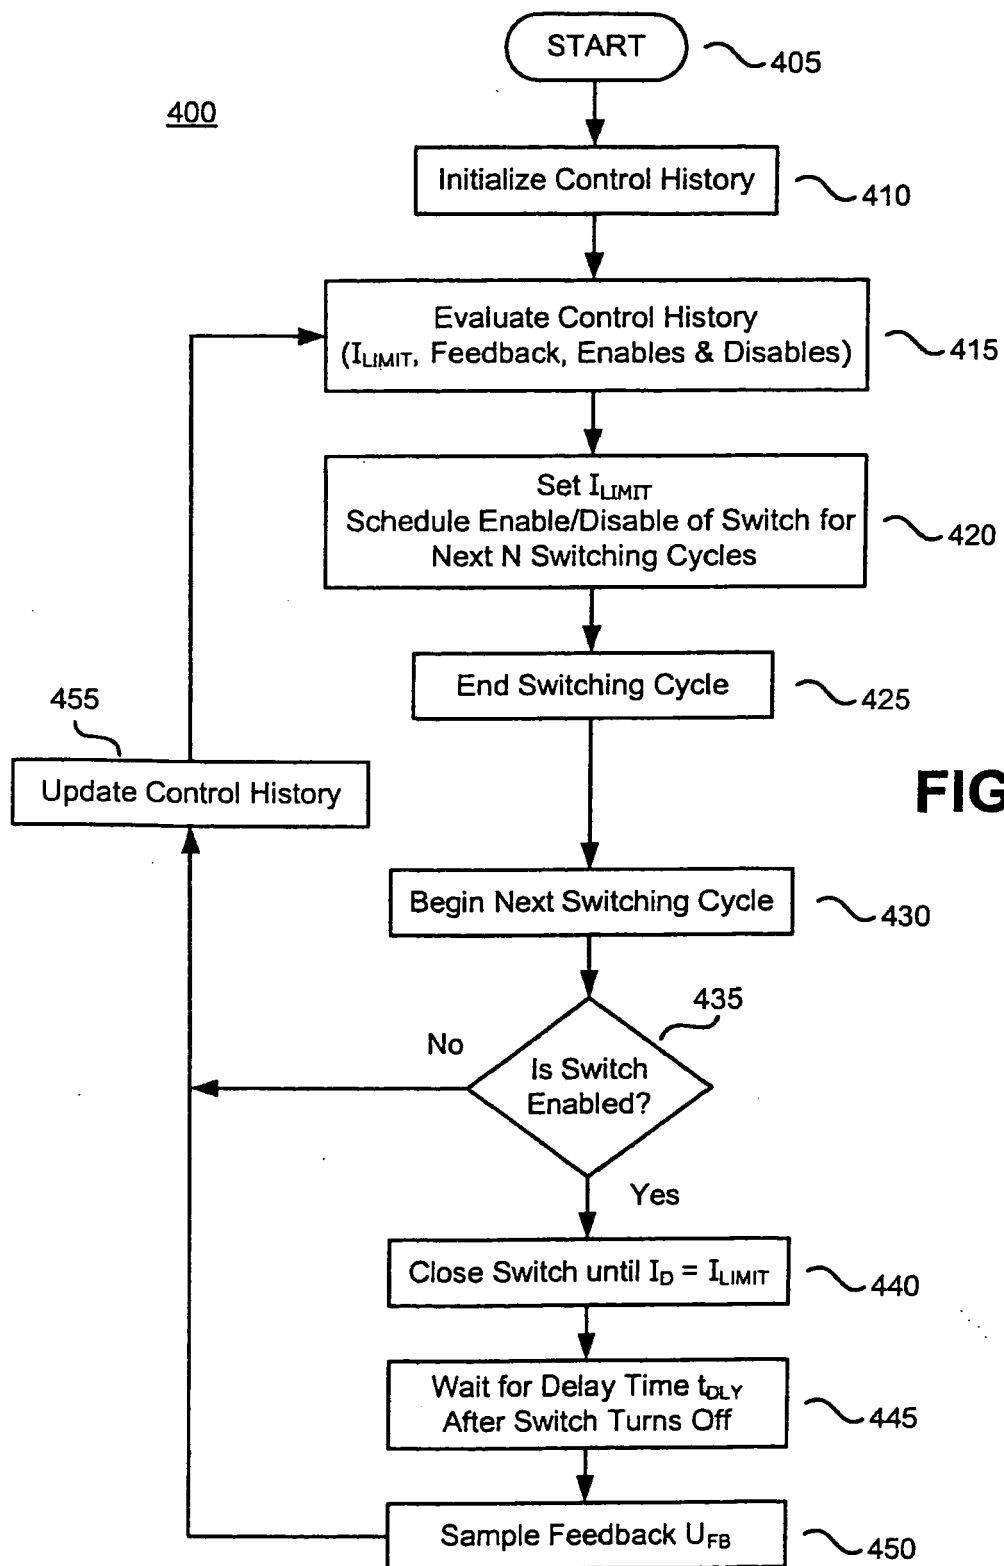 START
405
400
Initialize Control History
410
Evaluate Control History
(I_LIMIT, Feedback, Enables & Disables)
415
Set I_LIMIT
Schedule Enable/Disable of Switch for
Next N Switching Cycles
420
End Switching Cycle
425
455
Update Control History
FIG
Begin Next Switching Cycle
430
435
No
Is Switch
Enabled?
Yes
Close Switch until I_D = I_LIMIT
440
Wait for Delay Time t_DLY
After Switch Turns Off
445
Sample Feedback U_FB
450